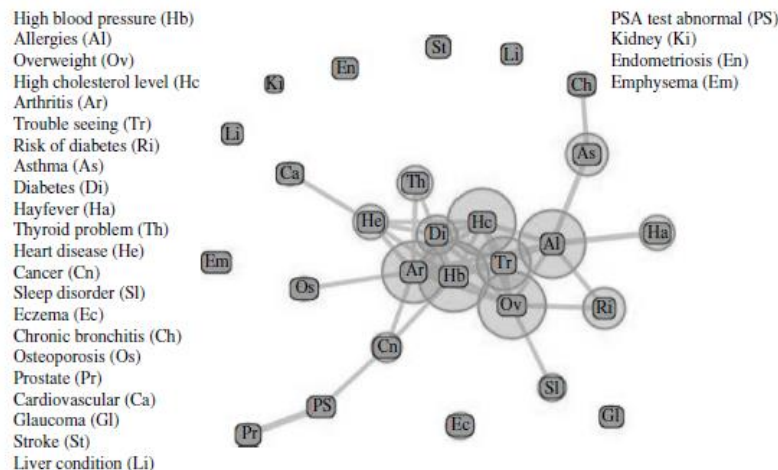 High blood pressure (Hb)
Allergies (Al)
Overweight (Ov)
High cholesterol level (Hc
Arthritis (Ar)
Trouble seeing (Tr)
Risk of diabetes (Ri)
Asthma (As)
Diabetes (Di)
Hayfever (Ha)
Thyroid problem (Th)
Heart disease (He)
Cancer (Cn)
Sleep disorder (Sl)
Eczema (Ec)
Chronic bronchitis (Ch)
Osteoporosis (Os)
Prostate (Pr)
Cardiovascular (Ca)
Glaucoma (Gl)
Stroke (St)
Liver condition (Li)
PSA test abnormal (PS)
Kidney (Ki)
Endometriosis (En)
Emphysema (Em)
St
Li
En
Ki
Ch
Li
As
Ca
Th
He
Hc
Di
Al
Ha
Em
Ar
Hb
Tr
Os
Ov
Ri
Cn
Sl
PS
Gl
Pr
Ec